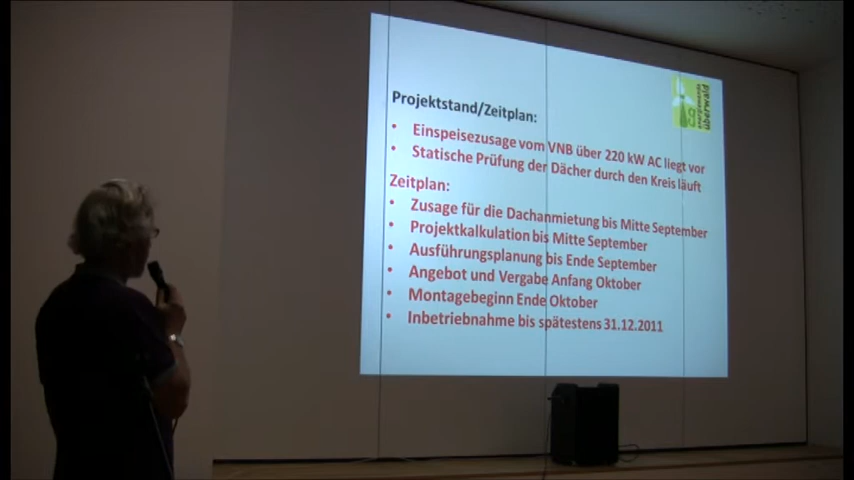 Projektstand/Zeitplan:
• Einspeisezusage vom VNB über 220 kW AC liegt vor
• Statische Prüfung der Dächer durch den Kreis läuft
Zeitplan:
• Zusage für die Dachanmietung bis Mitte September
• Projektkalkulation bis Mitte September
• Ausführungsplanung bis Ende September
• Angebot und Vergabe Anfang Oktober
• Montagebeginn Ende Oktober
• Inbetriebnahme bis spätestens 31.12.2011
überwald